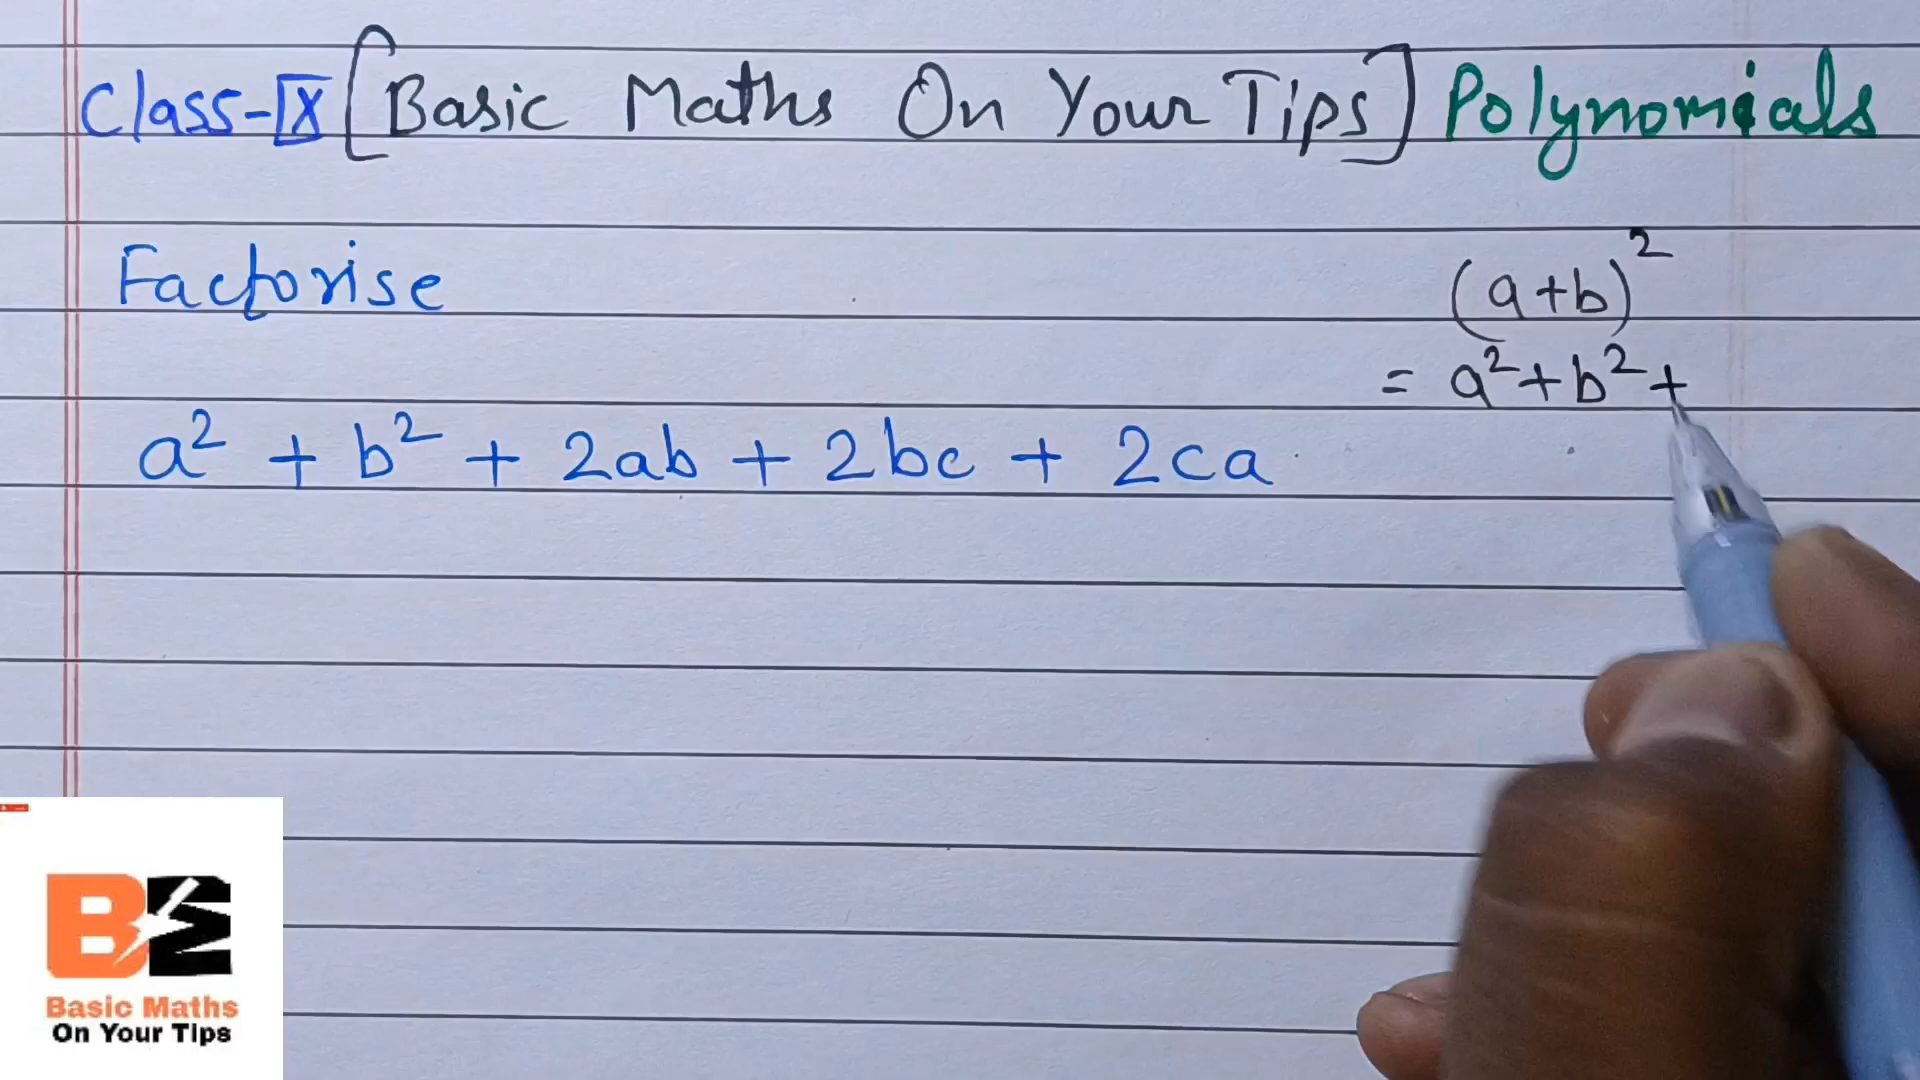 Class-IX [Basic Maths On Your Tips] Polynomials
Factorise
(a+b)²
= a²+b²+
a² + b² + 2ab + 2bc + 2ca
Basic Maths
On Your Tips